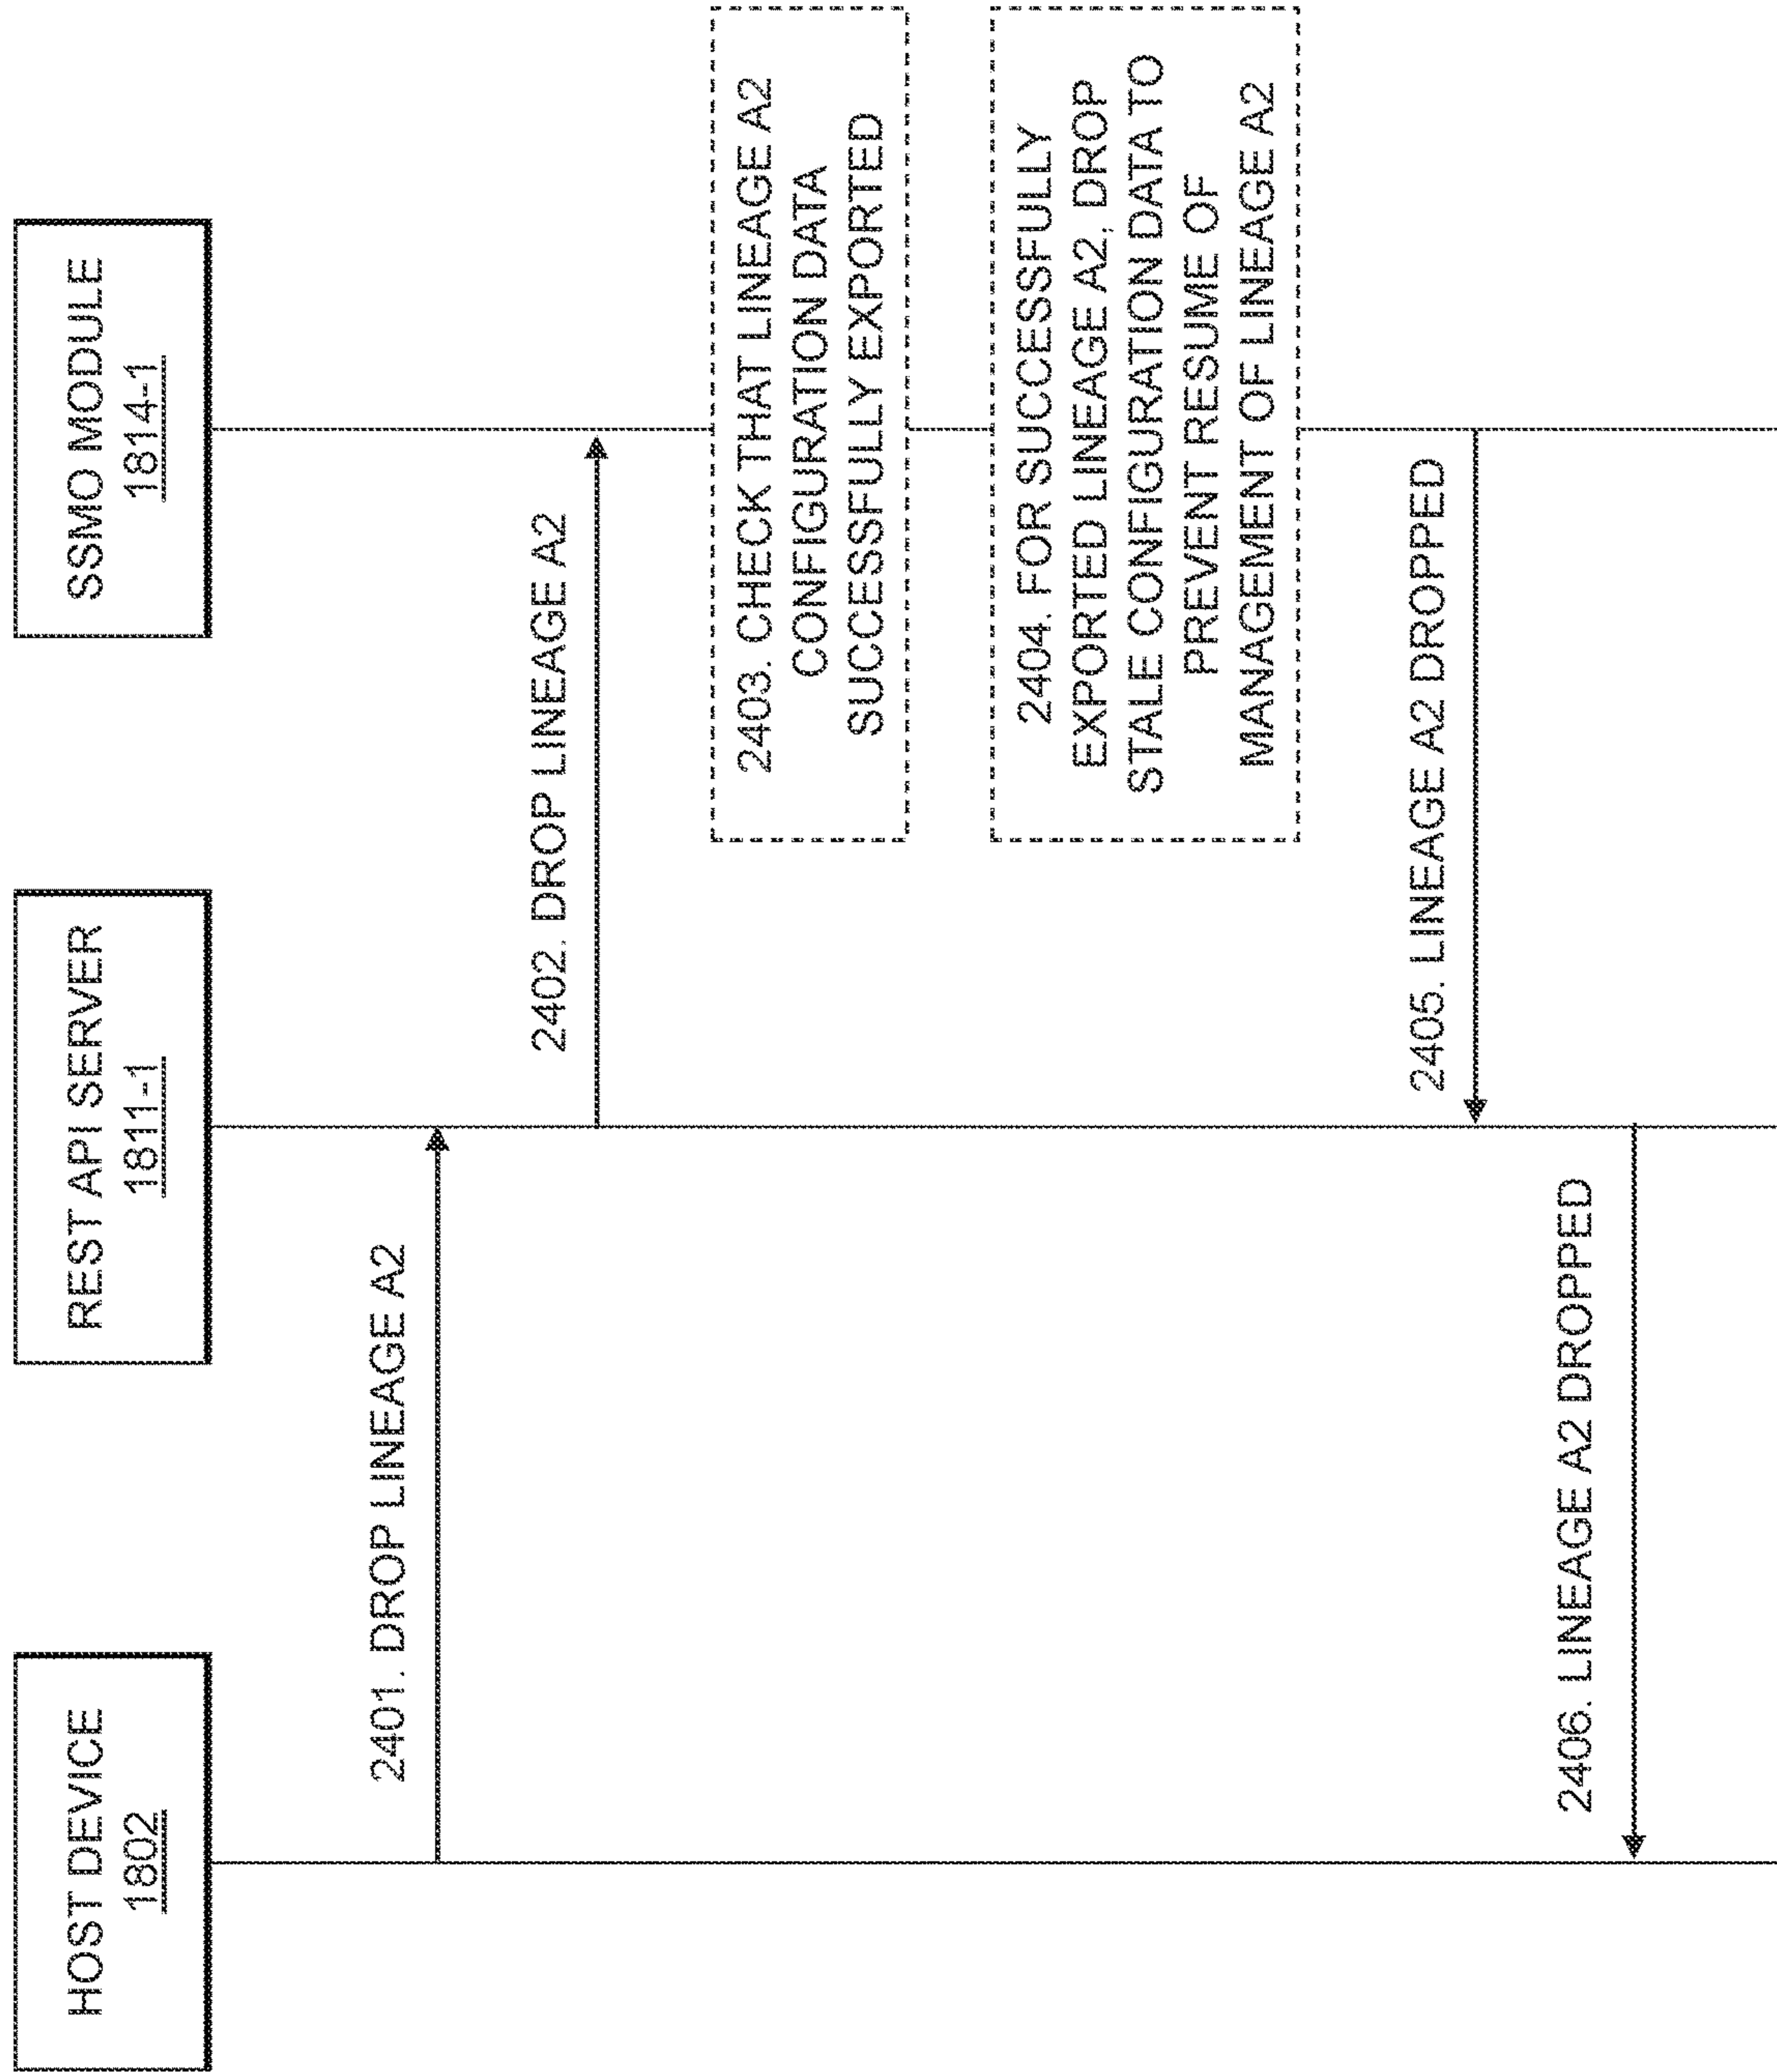 HOST DEVICE
1802
REST API SERVER
1811-1
SSMO MODULE
1814-1
2401. DROP LINEAGE A2
2402. DROP LINEAGE A2
2403. CHECK THAT LINEAGE A2
CONFIGURATION DATA
SUCCESSFULLY EXPORTED
2404. FOR SUCCESSFULLY
EXPORTED LINEAGE A2, DROP
STALE CONFIGURATION DATA TO
PREVENT RESUME OF
MANAGEMENT OF LINEAGE A2
2405. LINEAGE A2 DROPPED
2406. LINEAGE A2 DROPPED